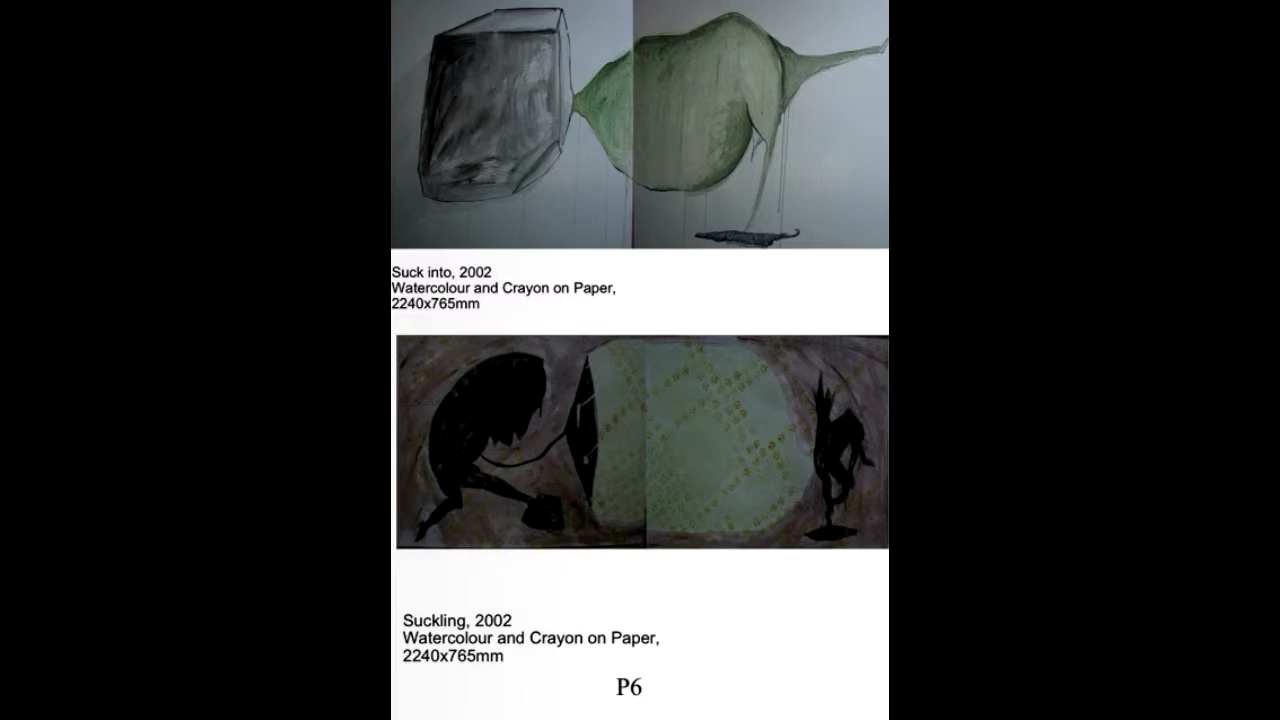 Suck into, 2002
Watercolour and Crayon on Paper,
2240x765mm
Suckling, 2002
Watercolour and Crayon on Paper,
2240x765mm
P6